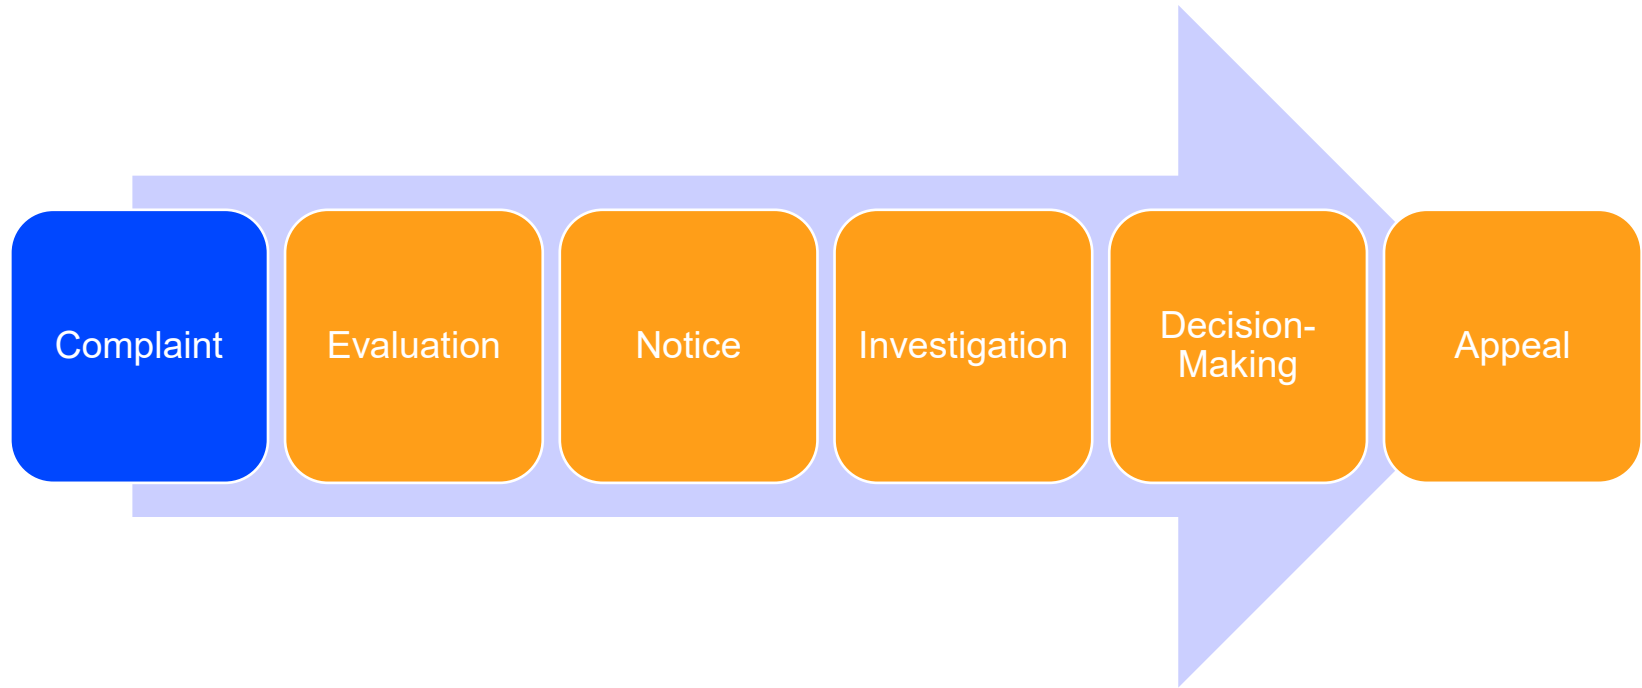 Complaint
Evaluation
Notice
Investigation
Decision-
Making
Appeal